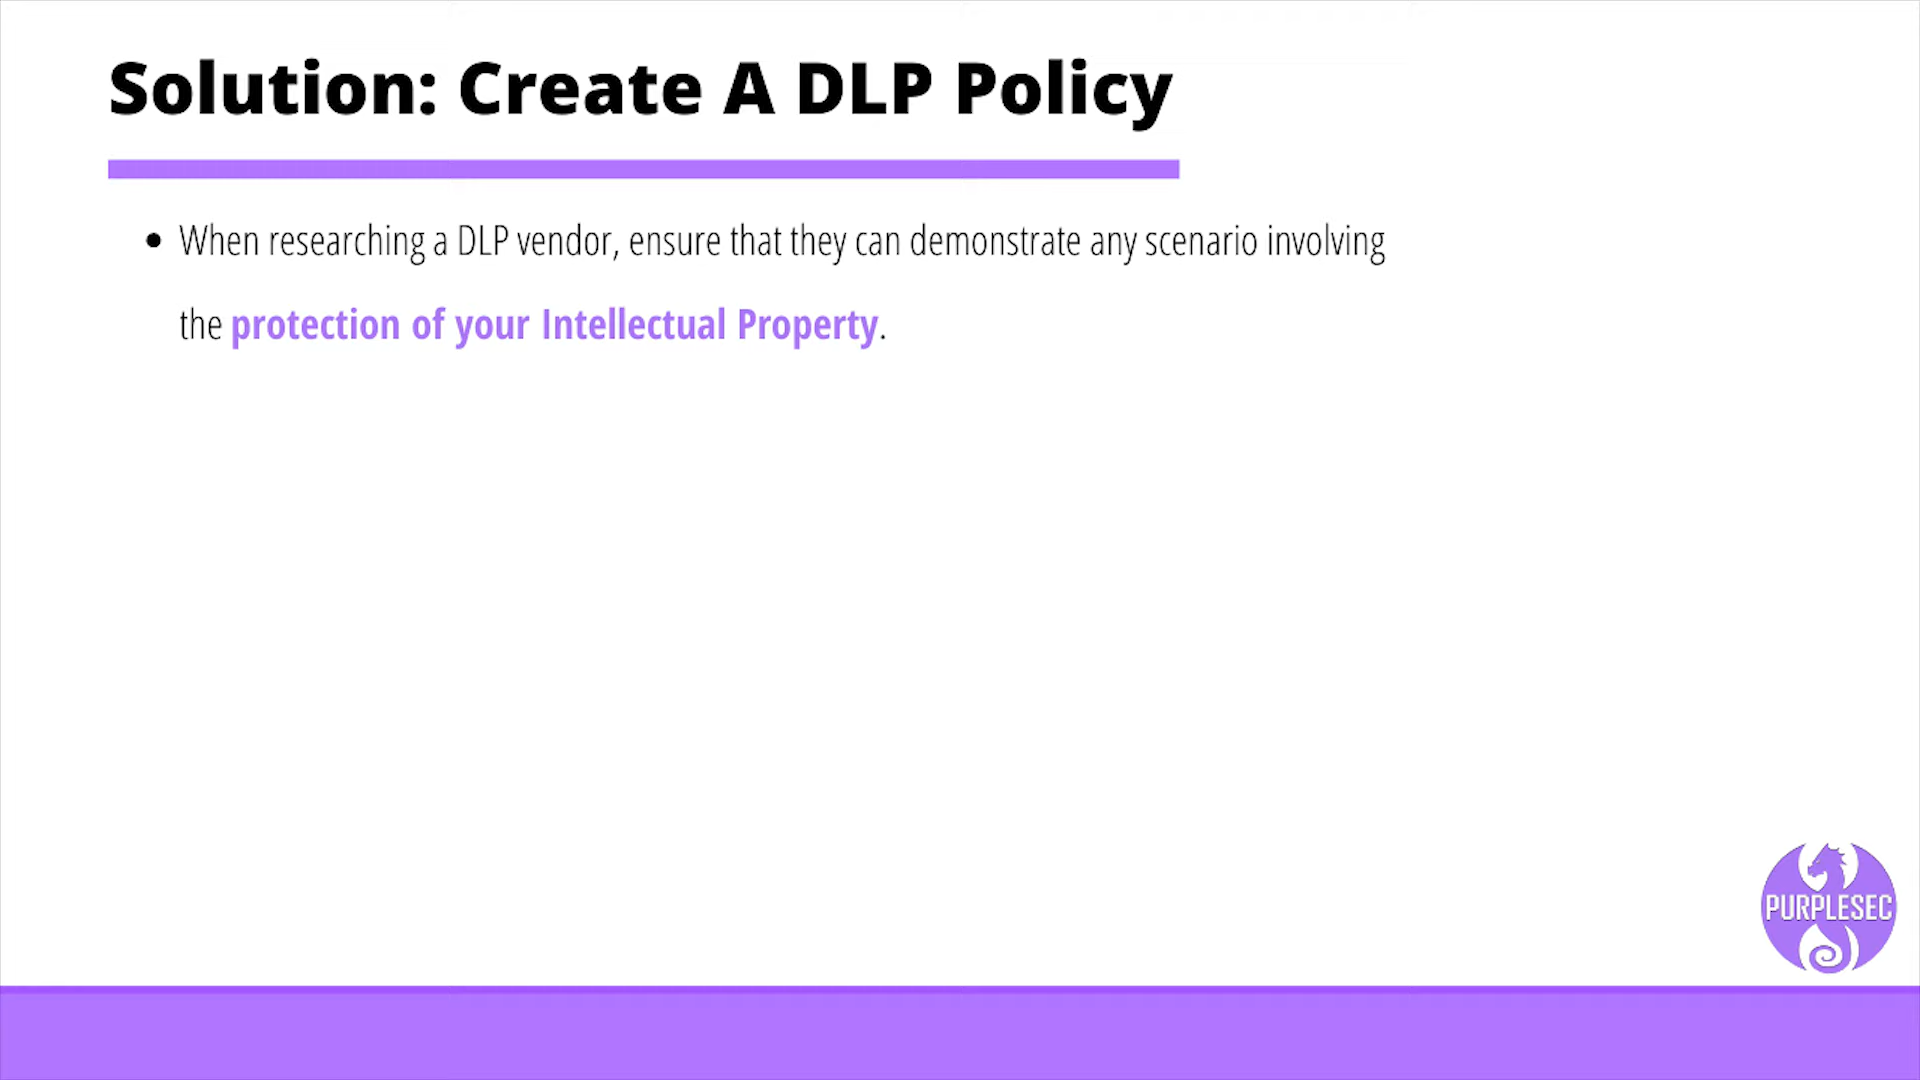 Solution: Create A DLP Policy
• When researching a DLP vendor, ensure that they can demonstrate any scenario involving
the protection of your Intellectual Property.
PURPLESEC